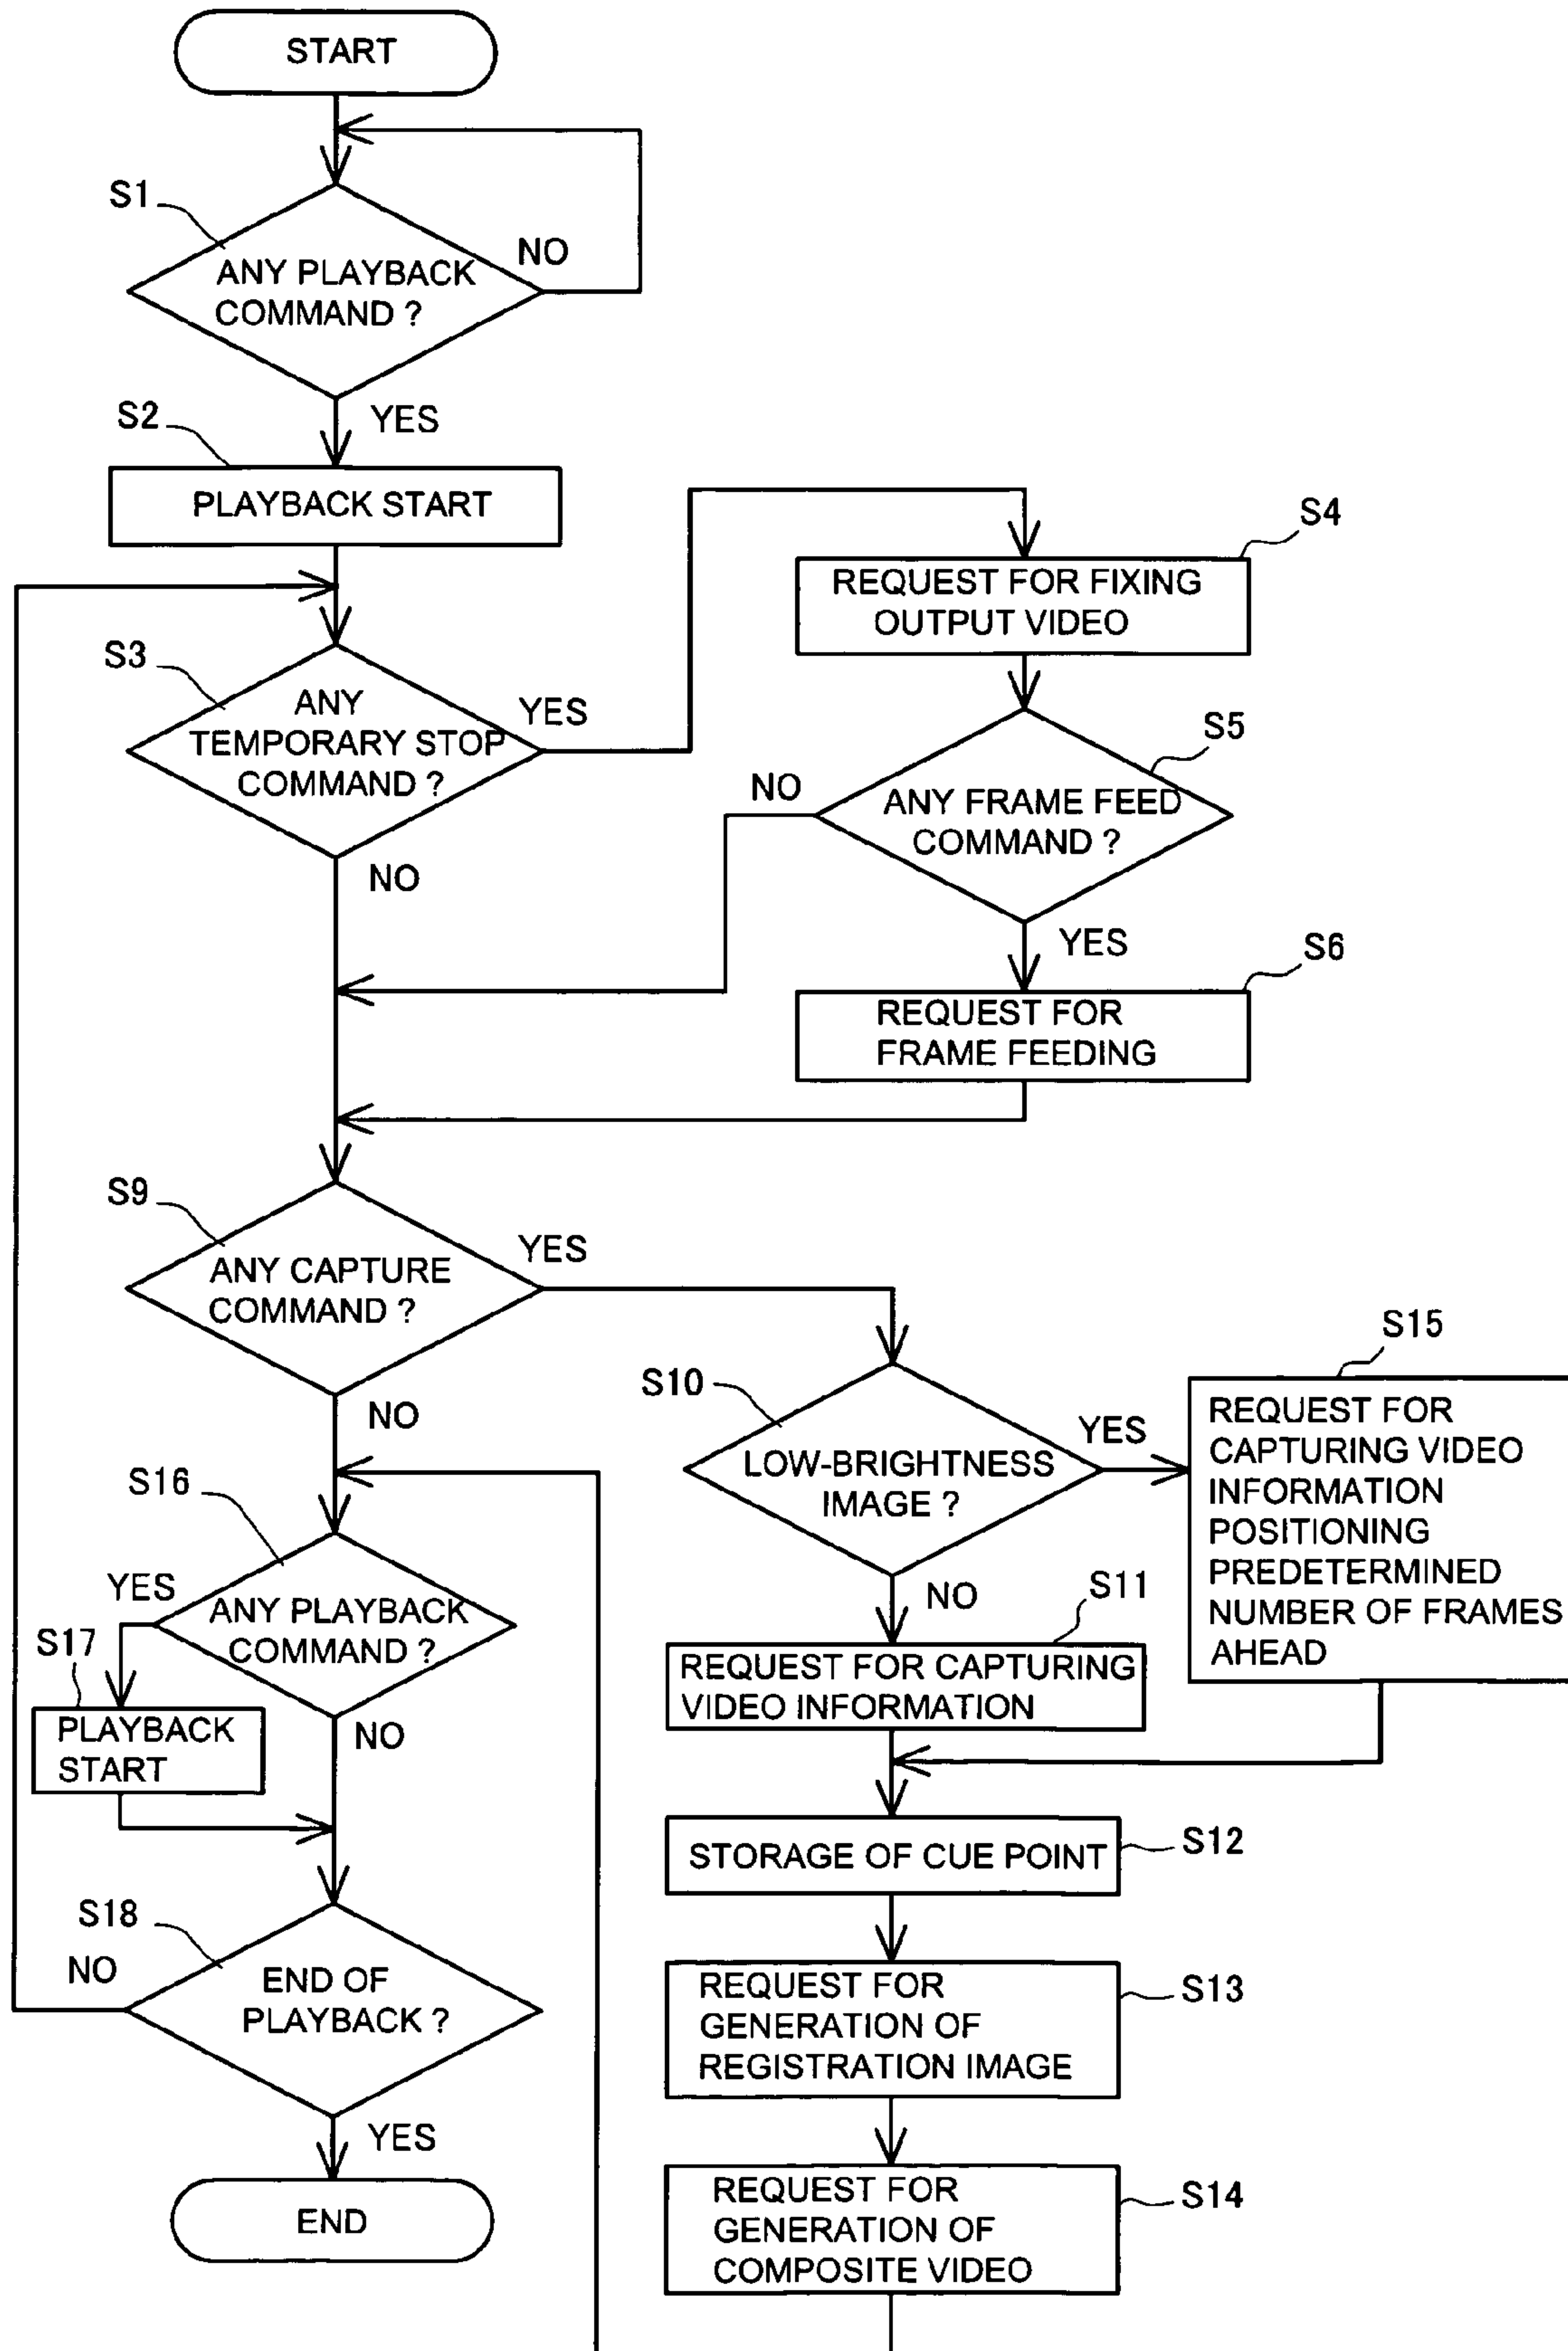 START
S1
ANY PLAYBACK
COMMAND ?
NO
YES
S2
PLAYBACK START
S3
ANY
TEMPORARY STOP
COMMAND ?
YES
NO
S4
REQUEST FOR FIXING
OUTPUT VIDEO
S5
ANY FRAME FEED
COMMAND ?
NO
YES
S6
REQUEST FOR
FRAME FEEDING
S9
ANY CAPTURE
COMMAND ?
YES
NO
S10
LOW-BRIGHTNESS
IMAGE ?
YES
NO
S15
REQUEST FOR
CAPTURING VIDEO
INFORMATION
POSITIONING
PREDETERMINED
NUMBER OF FRAMES
AHEAD
S11
REQUEST FOR CAPTURING
VIDEO INFORMATION
S12
STORAGE OF CUE POINT
S13
REQUEST FOR
GENERATION OF
REGISTRATION IMAGE
S14
REQUEST FOR
GENERATION OF
COMPOSITE VIDEO
S16
ANY PLAYBACK
COMMAND ?
YES
NO
S17
PLAYBACK
START
S18
END OF
PLAYBACK ?
NO
YES
END